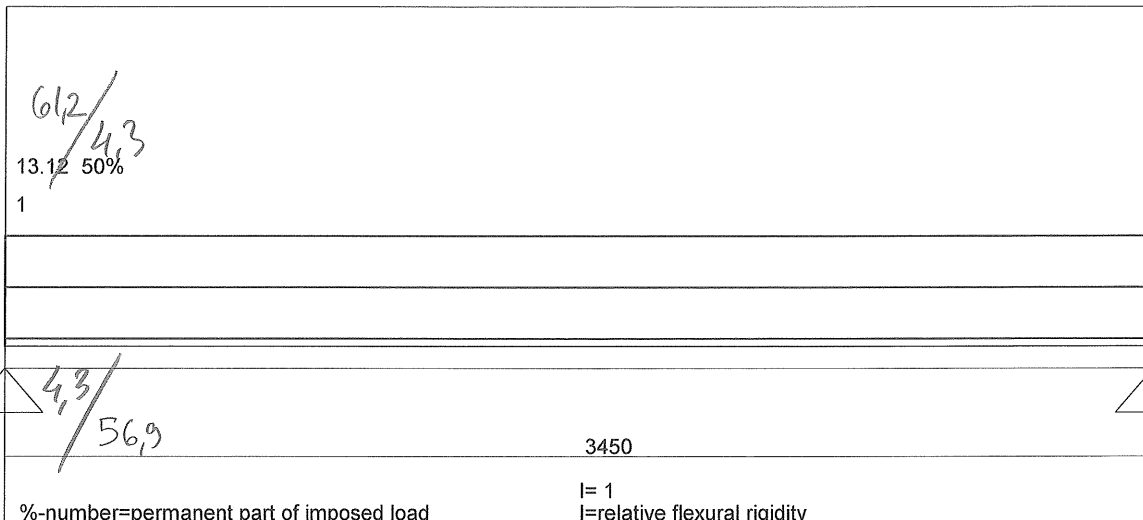 61,2/4,3
13.12 50%
1
4,3/56,9
3450
I= 1
%-number=permanent part of imposed load
I=relative flexural rigidity